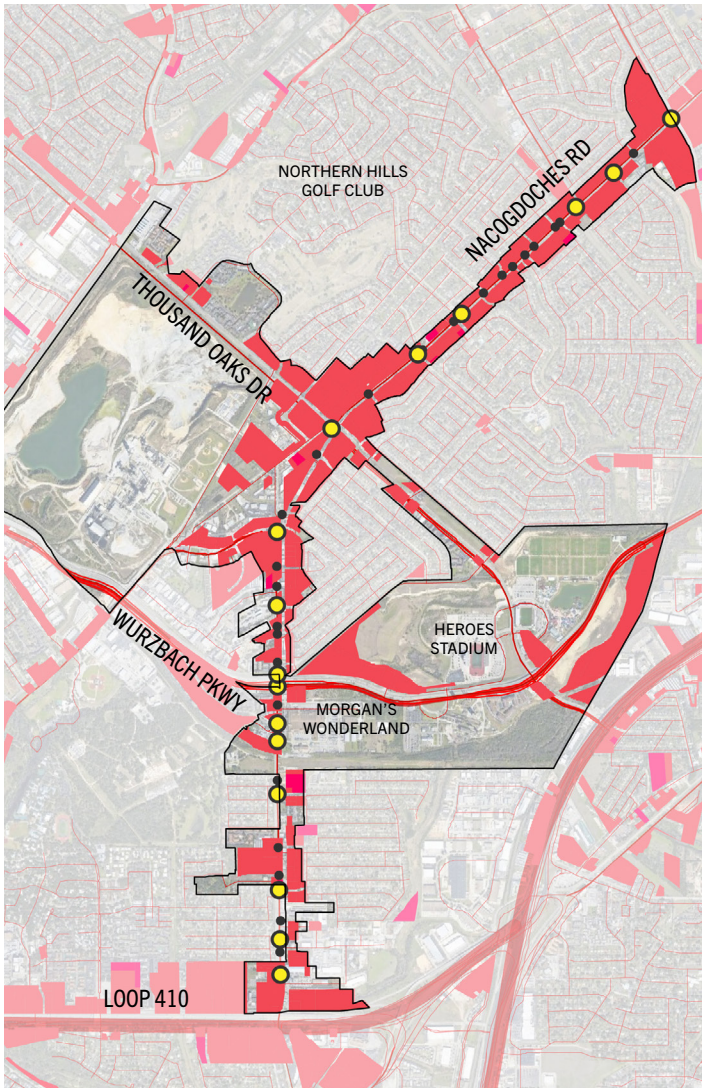 NORTHERN HILLS
GOLF CLUB
NACOGDOCHES RD
THOUSAND OAKS DR
WURZBACH PKWY
HEROES
STADIUM
MORGAN'S
WONDERLAND
LOOP 410